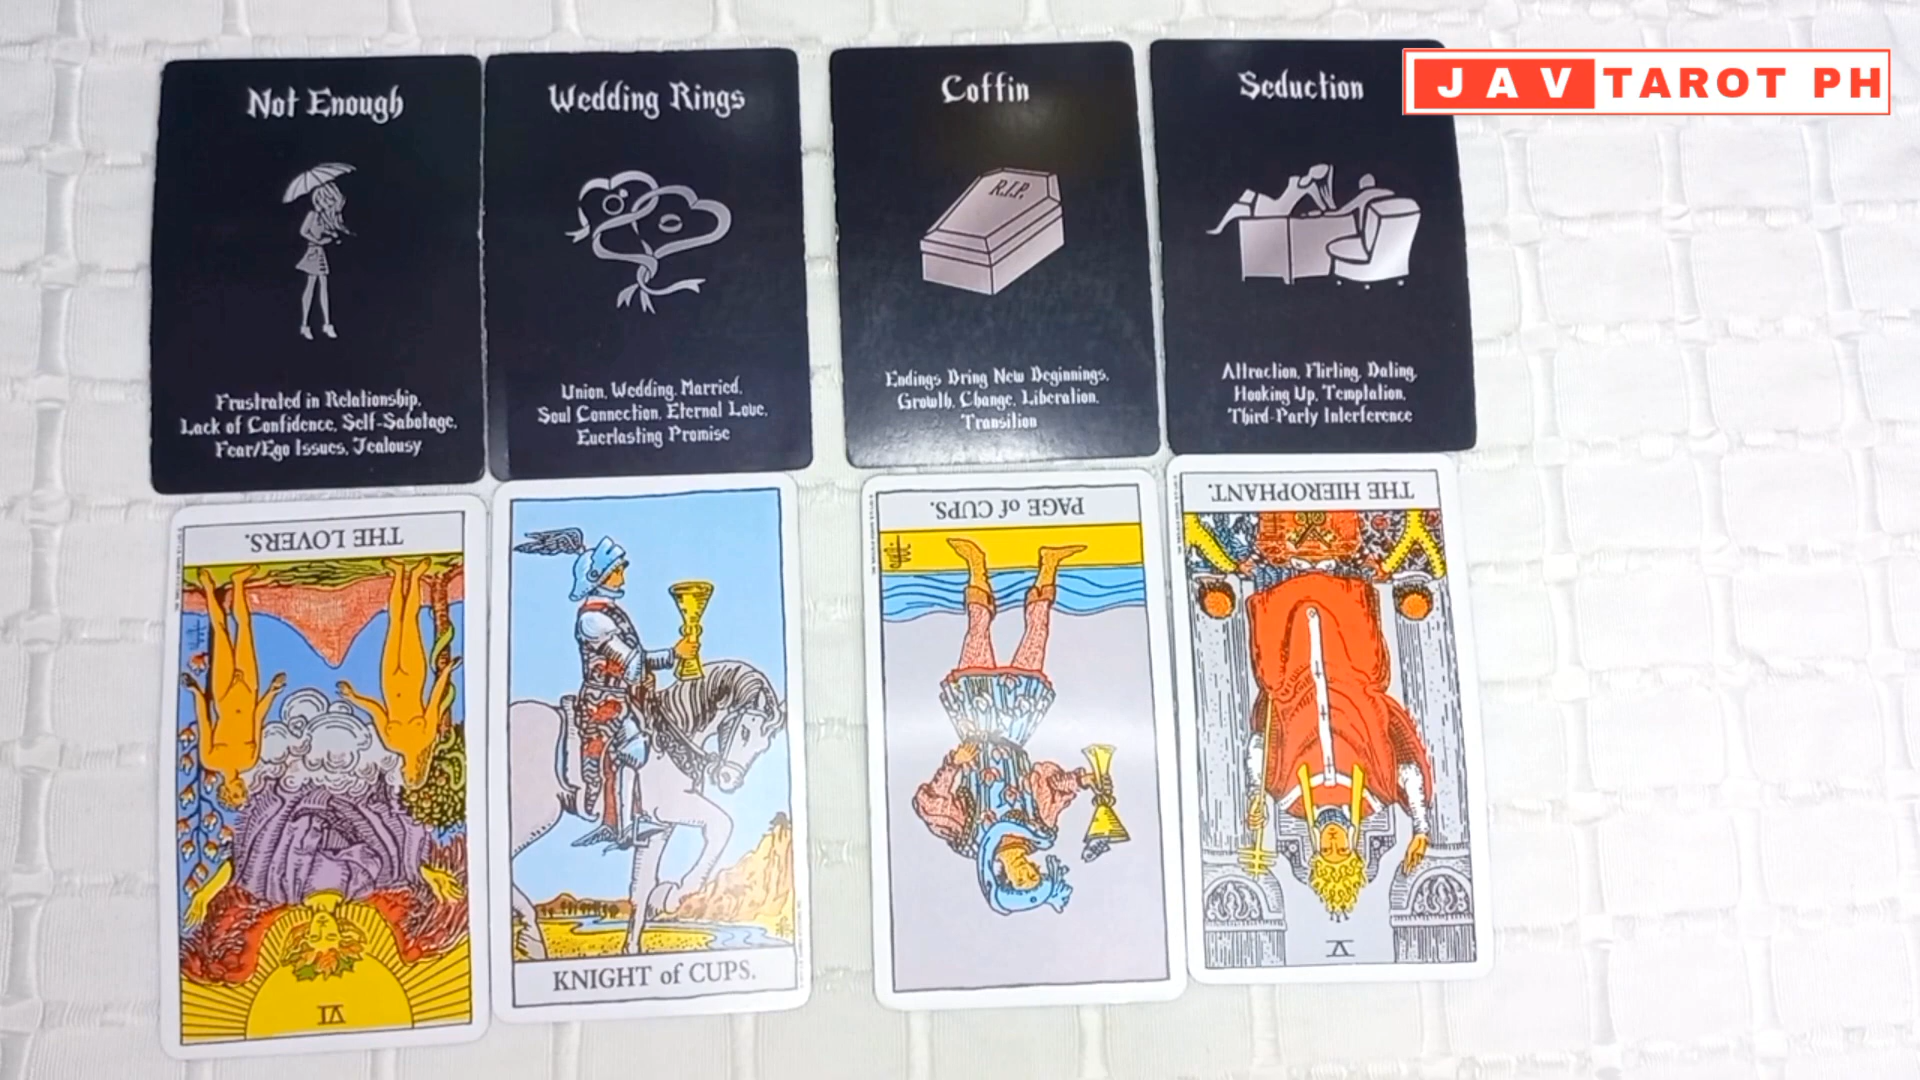 Not Enough
Frustrated in Relationship,
Lack of Confidence, Self-Sabotage,
Fear/Ego Issues, Jealousy
Wedding Rings
Union, Wedding, Married,
Soul Connection, Eternal Love,
Everlasting Promise
Coffin
R.I.P.
Endings Bring New Beginnings,
Growth, Change, Liberation,
Transition
Seduction
Attraction, Flirting, Dating,
Hooking Up, Temptation,
Third-Party Interference
JAV TAROT PH
THE LOVERS.
VI
KNIGHT of CUPS.
PAGE of CUPS.
THE HIEROPHANT.
V